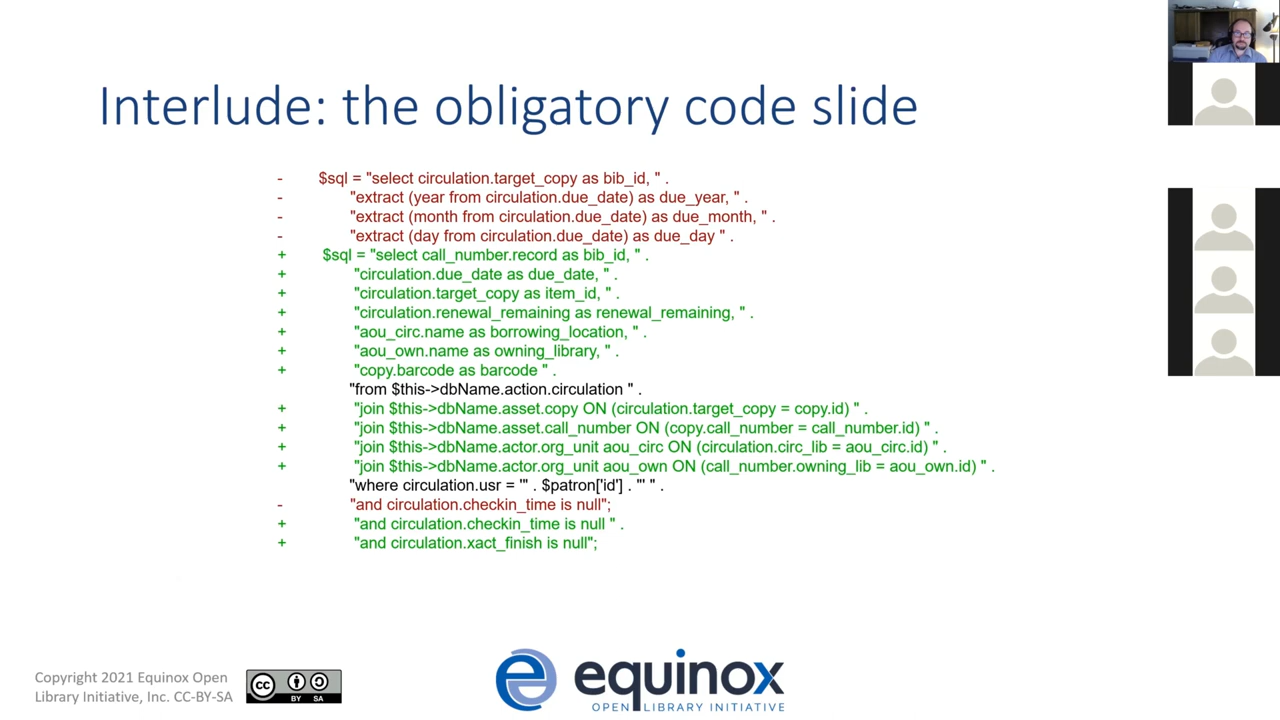 Interlude: the obligatory code slide
- $sql = "select circulation.target_copy as bib_id, " .
- "extract (year from circulation.due_date) as due_year, " .
- "extract (month from circulation.due_date) as due_month, " .
- "extract (day from circulation.due_date) as due_day " .
+ $sql = "select call_number.record as bib_id, " .
+ "circulation.due_date as due_date, " .
+ "circulation.target_copy as item_id, " .
+ "circulation.renewal_remaining as renewal_remaining, " .
+ "aou_circ.name as borrowing_location, " .
+ "aou_own.name as owning_library, " .
+ "copy.barcode as barcode " .
"from $this->dbName.action.circulation " .
+ "join $this->dbName.asset.copy ON (circulation.target_copy = copy.id) " .
+ "join $this->dbName.asset.call_number ON (copy.call_number = call_number.id) " .
+ "join $this->dbName.actor.org_unit aou_circ ON (circulation.circ_lib = aou_circ.id) " .
+ "join $this->dbName.actor.org_unit aou_own ON (call_number.owning_lib = aou_own.id) " .
"where circulation.usr = '" . $patron['id'] . "' " .
- "and circulation.checkin_time is null";
+ "and circulation.checkin_time is null " .
+ "and circulation.xact_finish is null";
Copyright 2021 Equinox Open
Library Initiative, Inc. CC-BY-SA
cc
BY SA
equinox
OPEN LIBRARY INITIATIVE